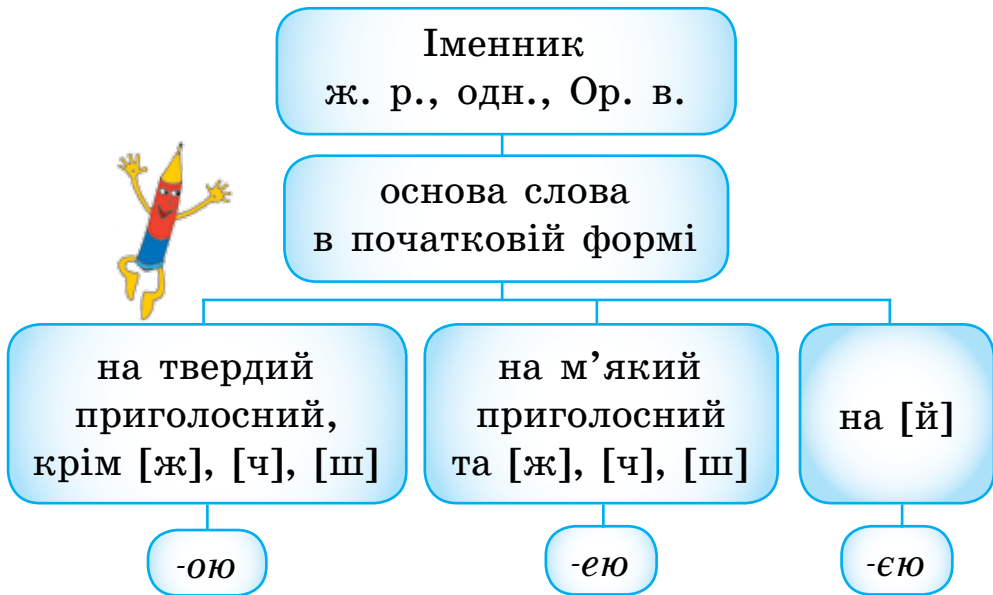 Іменник
ж. р., одн., Ор. в.
основа слова
в початковій формі
на твердий
приголосний,
крім [ж], [ч], [ш]
на м’який
приголосний
та [ж], [ч], [ш]
на [й]
-ою
-ею
-єю